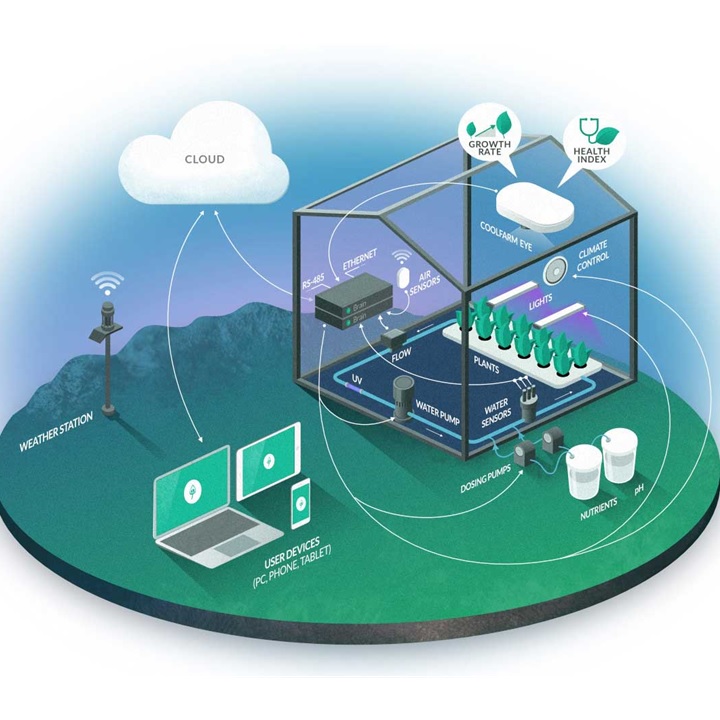 CLOUD
GROWTH
RATE
HEALTH
INDEX
COOLFARM EYE
CLIMATE
CONTROL
RS-485
ETHERNET
AIR
SENSORS
Brain
Brain
LIGHTS
FLOW
PLANTS
UV
WATER PUMP
WATER
SENSORS
WEATHER STATION
DOSING PUMPS
NUTRIENTS
pH
USER DEVICES
(PC, PHONE, TABLET)